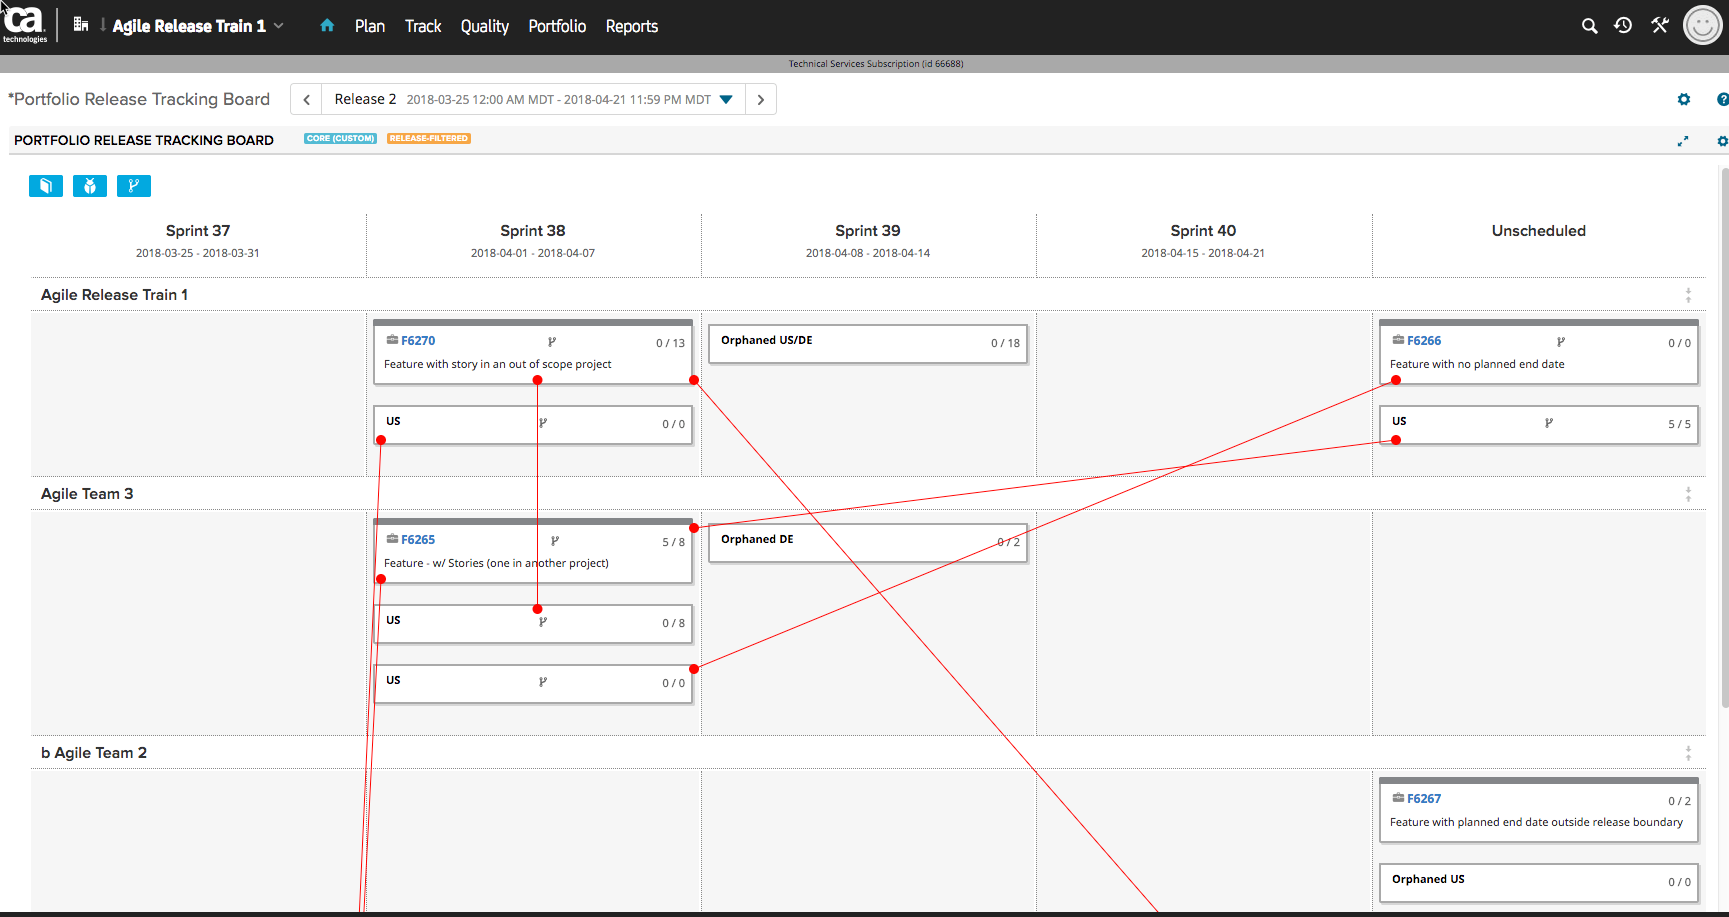 ca
technologies
Agile Release Train 1
Plan Track Quality Portfolio Reports
Technical Services Subscription (id 66688)
*Portfolio Release Tracking Board
Release 2 2018-03-25 12:00 AM MDT - 2018-04-21 11:59 PM MDT
?
PORTFOLIO RELEASE TRACKING BOARD CORE (CUSTOM) RELEASE-FILTERED
Sprint 37 Sprint 38 Sprint 39 Sprint 40 Unscheduled
2018-03-25 - 2018-03-31 2018-04-01 - 2018-04-07 2018-04-08 - 2018-04-14 2018-04-15 - 2018-04-21
Agile Release Train 1
F6270 0 / 13
Feature with story in an out of scope project
US 0 / 0
Orphaned US/DE 0 / 18
F6266 0 / 0
Feature with no planned end date
US 5 / 5
Agile Team 3
F6265 5 / 8
Feature - w/ Stories (one in another project)
US 0 / 8
US 0 / 0
Orphaned DE 0 / 2
b Agile Team 2
F6267 0 / 2
Feature with planned end date outside release boundary
Orphaned US 0 / 0